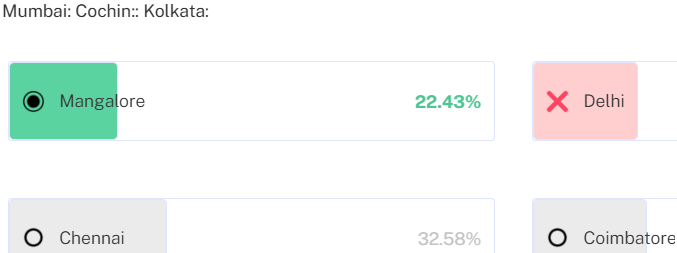 Mumbai: Cochin:: Kolkata:
Mangalore 22.43%
Delhi
Chennai 32.58%
Coimbatore